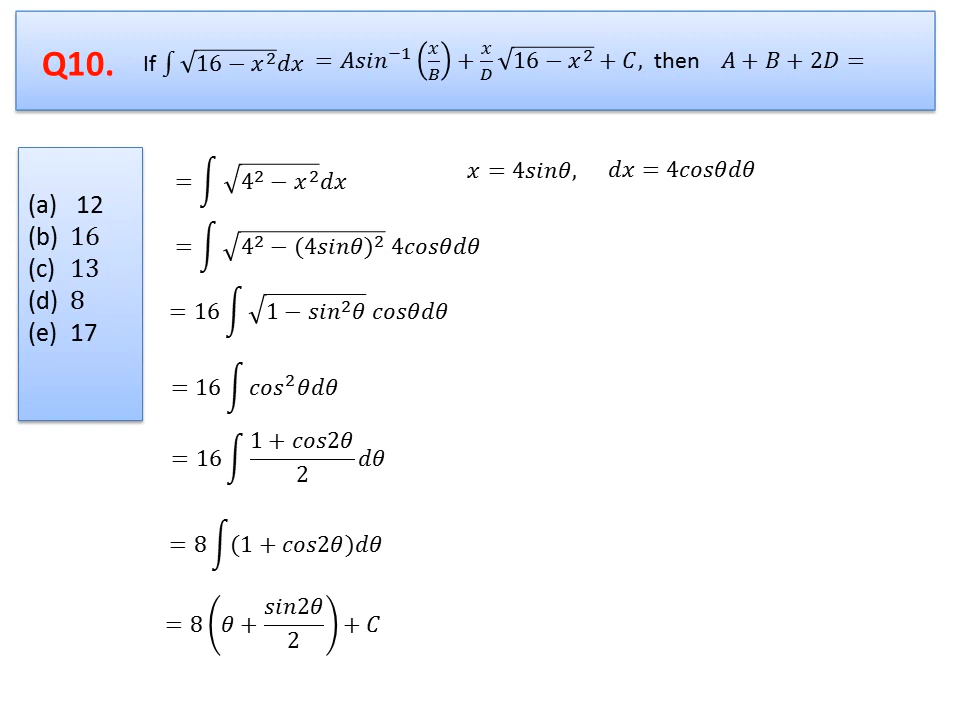 Q10. If ∫ √(16 − x²) dx = Asin⁻¹(x/B) + x/D √(16 − x²) + C, then A + B + 2D =
(a) 12
(b) 16
(c) 13
(d) 8
(e) 17
= ∫ √(4² − x²) dx x = 4sinθ, dx = 4cosθdθ
= ∫ √(4² − (4sinθ)²) 4cosθdθ
= 16 ∫ √(1 − sin²θ) cosθdθ
= 16 ∫ cos²θdθ
= 16 ∫ (1 + cos2θ)/2 dθ
= 8 ∫ (1 + cos2θ)dθ
= 8 (θ + sin2θ/2) + C